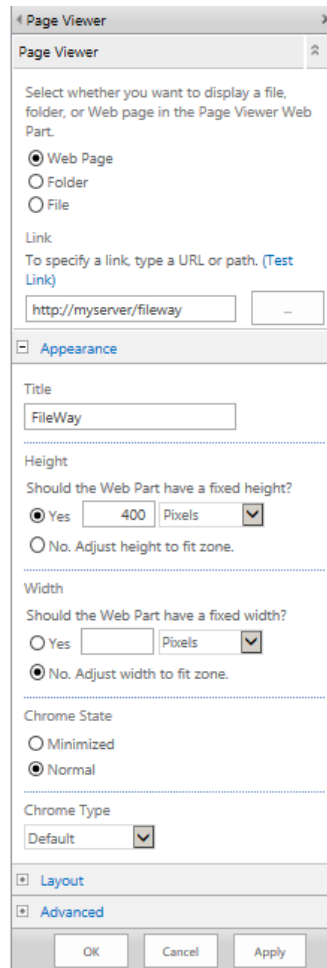 Page Viewer
Page Viewer
Select whether you want to display a file,
folder, or Web page in the Page Viewer Web
Part.
Web Page
Folder
File
Link
To specify a link, type a URL or path. (Test
Link)
http://myserver/fileway ...
Appearance
Title
FileWay
Height
Should the Web Part have a fixed height?
Yes 400 Pixels
No. Adjust height to fit zone.
Width
Should the Web Part have a fixed width?
Yes Pixels
No. Adjust width to fit zone.
Chrome State
Minimized
Normal
Chrome Type
Default
Layout
Advanced
OK Cancel Apply